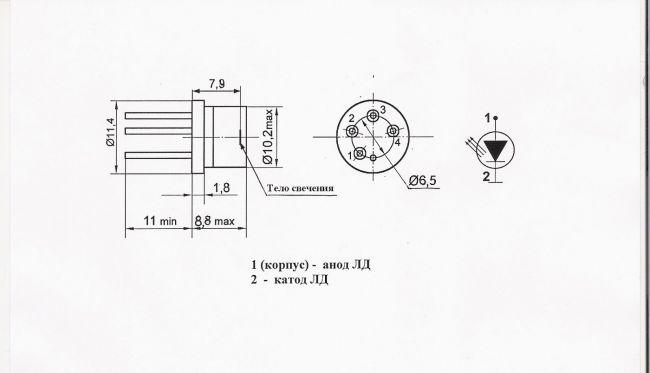 7,9
Ø11,4
Ø10,2max
Тело свечения
1,8
11 min
8,8 max
2
3
1
4
Ø6,5
1
2
1 (корпус) - анод ЛД
2 - катод ЛД